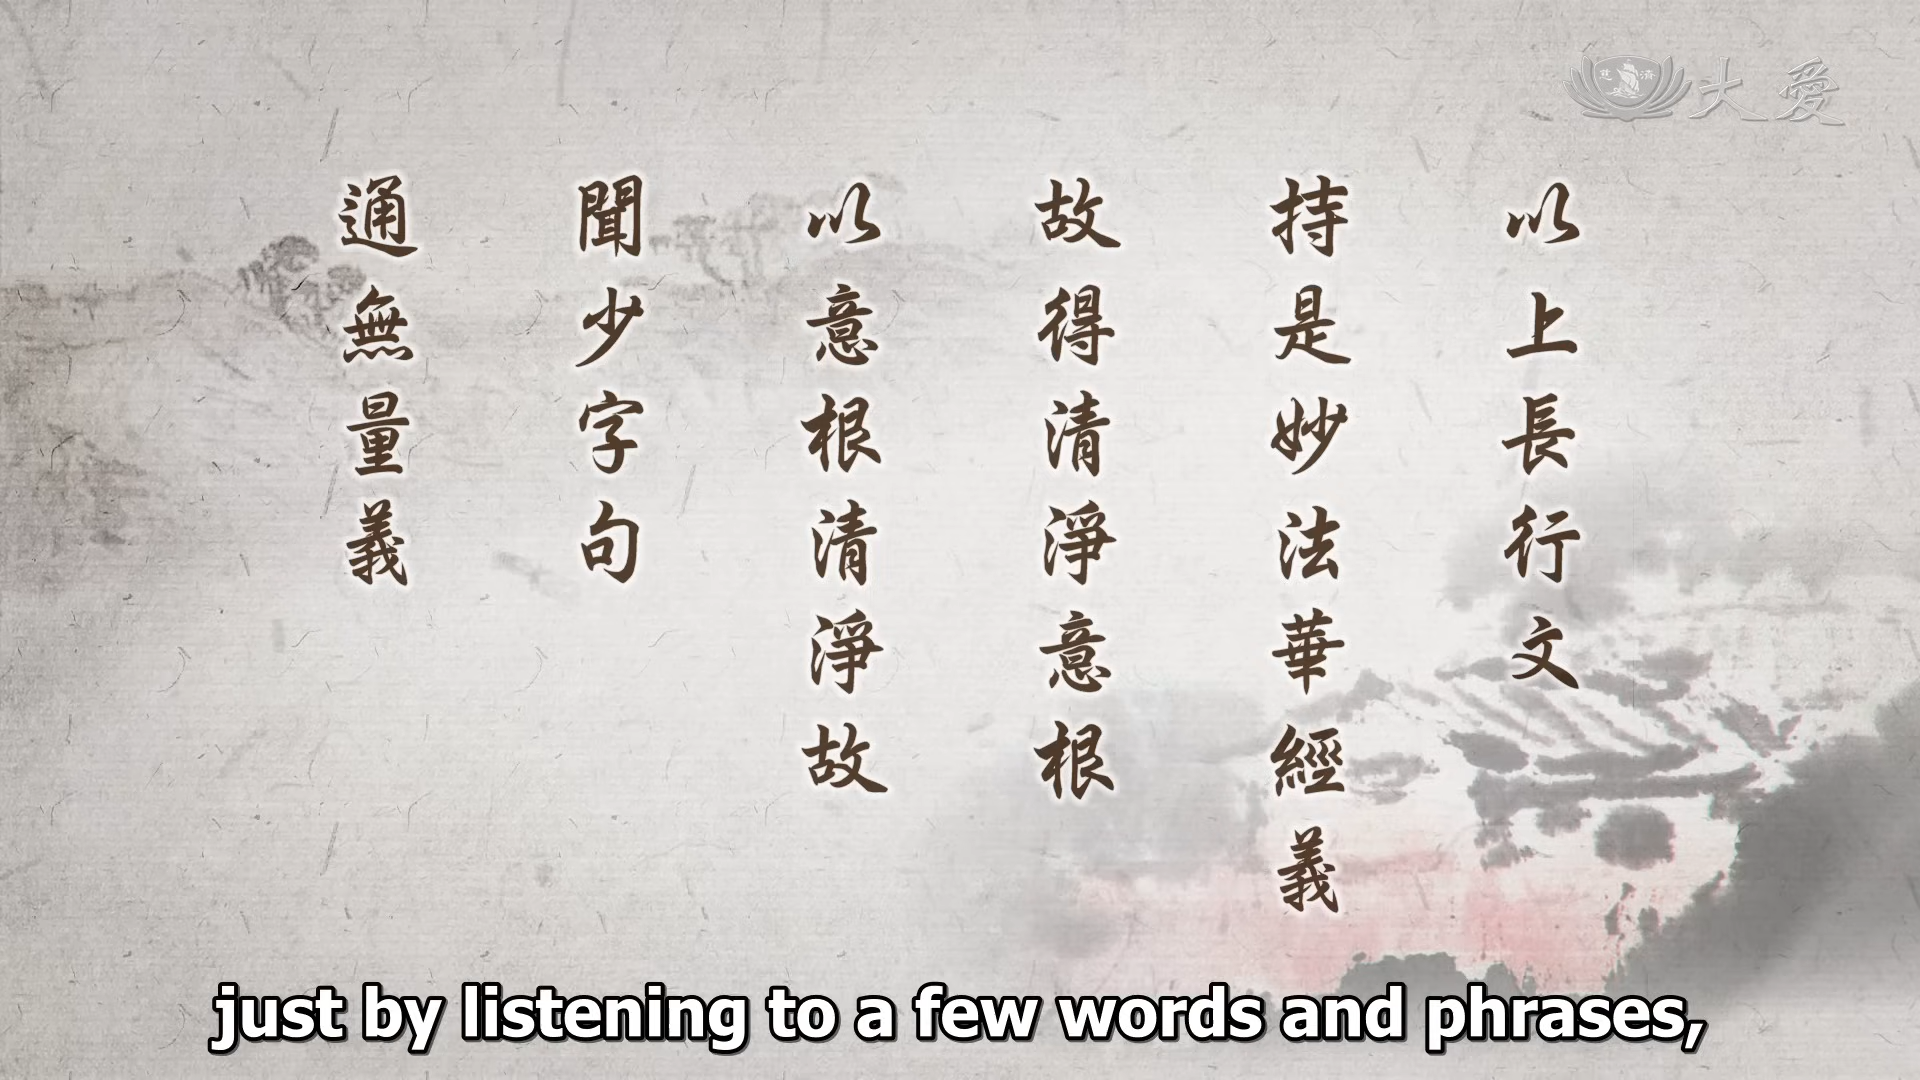 大愛
慈濟
以上長行文
持是妙法華經義
故得清淨意根
以意根清淨故
聞少字句
通無量義
just by listening to a few words and phrases,